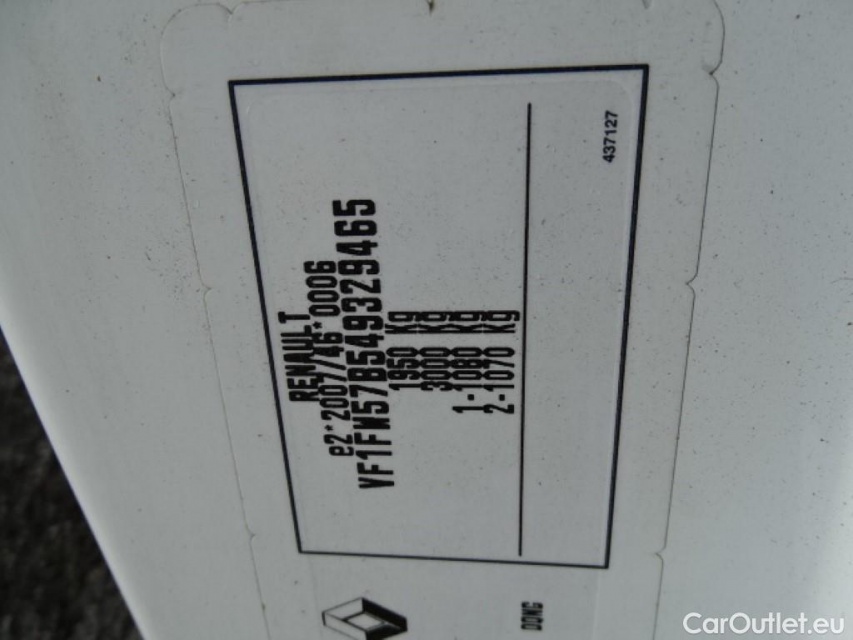 RENAULT
e2*2007/46*0006
VF1FW57B549329465
1950 kg
3000 kg
1-1080 kg
2-1070 kg
437127
DQNG
CarOutlet.eu